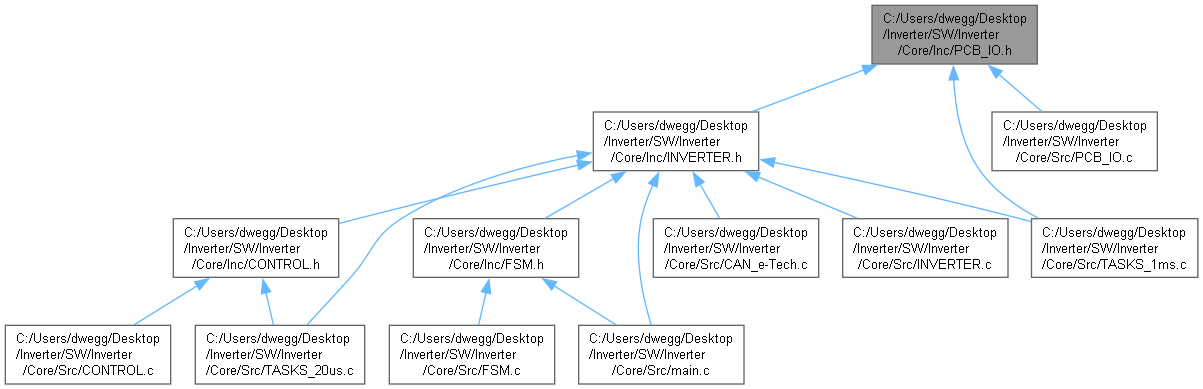 C:/Users/dwegg/Desktop
/Inverter/SW/Inverter
/Core/Inc/PCB_IO.h
C:/Users/dwegg/Desktop
/Inverter/SW/Inverter
/Core/Inc/INVERTER.h
C:/Users/dwegg/Desktop
/Inverter/SW/Inverter
/Core/Src/PCB_IO.c
C:/Users/dwegg/Desktop
/Inverter/SW/Inverter
/Core/Inc/CONTROL.h
C:/Users/dwegg/Desktop
/Inverter/SW/Inverter
/Core/Inc/FSM.h
C:/Users/dwegg/Desktop
/Inverter/SW/Inverter
/Core/Src/CAN_e-Tech.c
C:/Users/dwegg/Desktop
/Inverter/SW/Inverter
/Core/Src/INVERTER.c
C:/Users/dwegg/Desktop
/Inverter/SW/Inverter
/Core/Src/TASKS_1ms.c
C:/Users/dwegg/Desktop
/Inverter/SW/Inverter
/Core/Src/CONTROL.c
C:/Users/dwegg/Desktop
/Inverter/SW/Inverter
/Core/Src/TASKS_20us.c
C:/Users/dwegg/Desktop
/Inverter/SW/Inverter
/Core/Src/FSM.c
C:/Users/dwegg/Desktop
/Inverter/SW/Inverter
/Core/Src/main.c